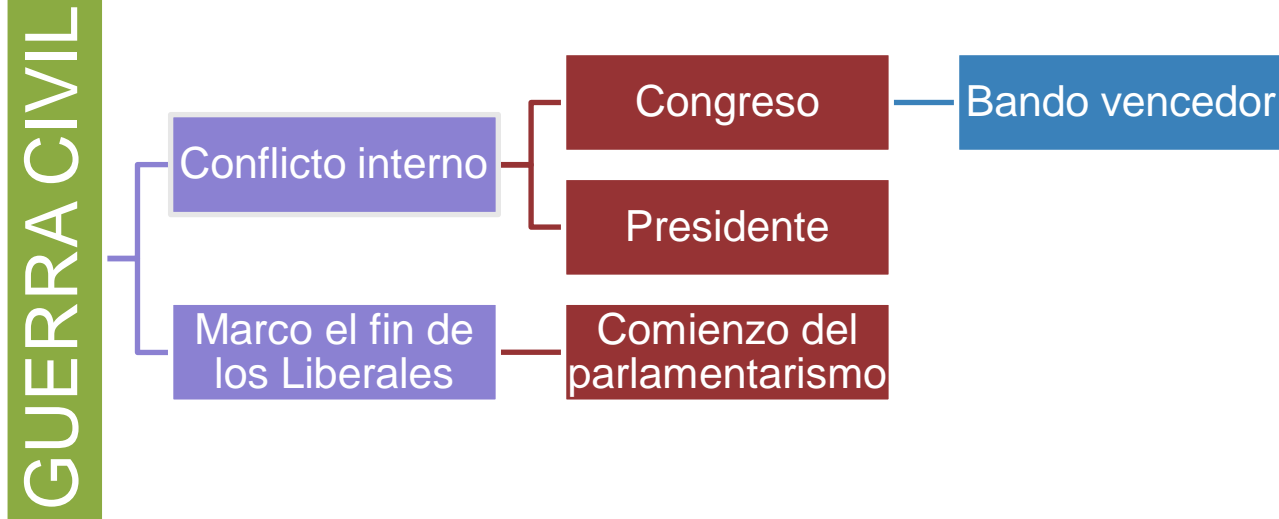 GUERRA CIVIL
Conflicto interno
Congreso
Bando vencedor
Presidente
Marco el fin de
los Liberales
Comienzo del
parlamentarismo